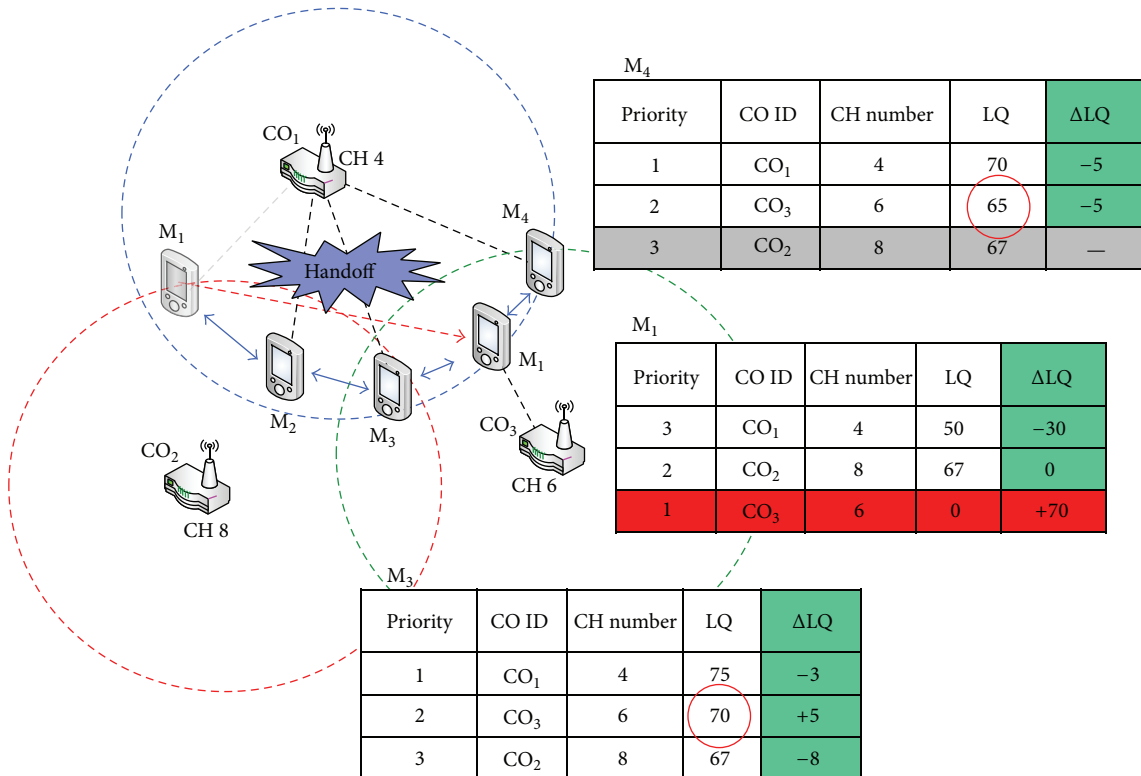 CO₁
CH 4
M₁
M₄
Handoff
M₁
M₂
M₃
CO₃
CH 6
CO₂
CH 8
M₄
Priority CO ID CH number LQ ΔLQ
1 CO₁ 4 70 −5
2 CO₃ 6 65 −5
3 CO₂ 8 67 —
M₁
Priority CO ID CH number LQ ΔLQ
3 CO₁ 4 50 −30
2 CO₂ 8 67 0
1 CO₃ 6 0 +70
M₃
Priority CO ID CH number LQ ΔLQ
1 CO₁ 4 75 −3
2 CO₃ 6 70 +5
3 CO₂ 8 67 −8